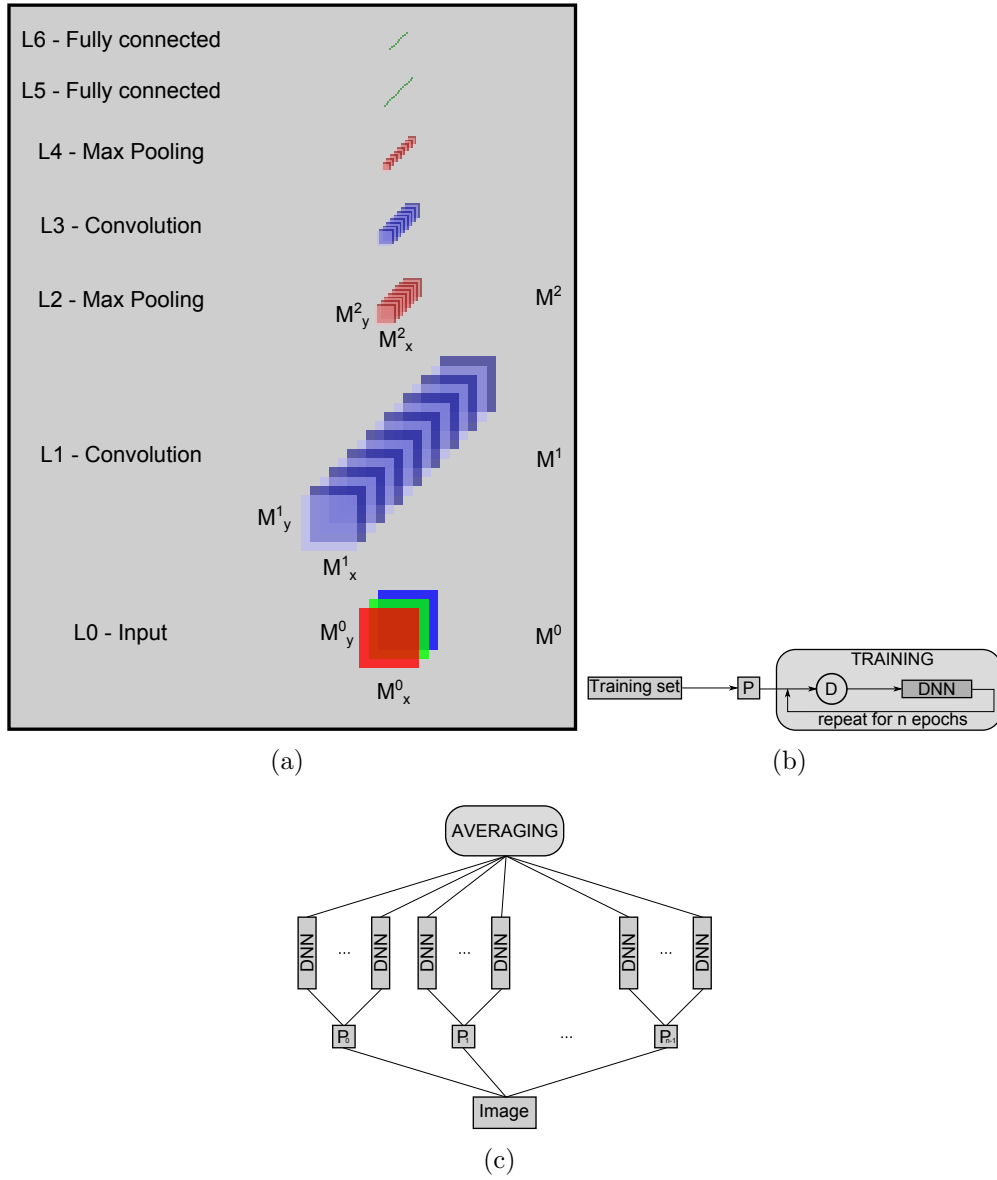 L6 - Fully connected
L5 - Fully connected
L4 - Max Pooling
L3 - Convolution
L2 - Max Pooling
M²y
M²x
M²
L1 - Convolution
M¹y
M¹x
M¹
L0 - Input
M⁰y
M⁰x
M⁰
(a)
TRAINING
Training set
P
D
DNN
repeat for n epochs
(b)
AVERAGING
DNN ... DNN DNN ... DNN DNN ... DNN
P₀ P₁ ... Pₙ₋₁
Image
(c)